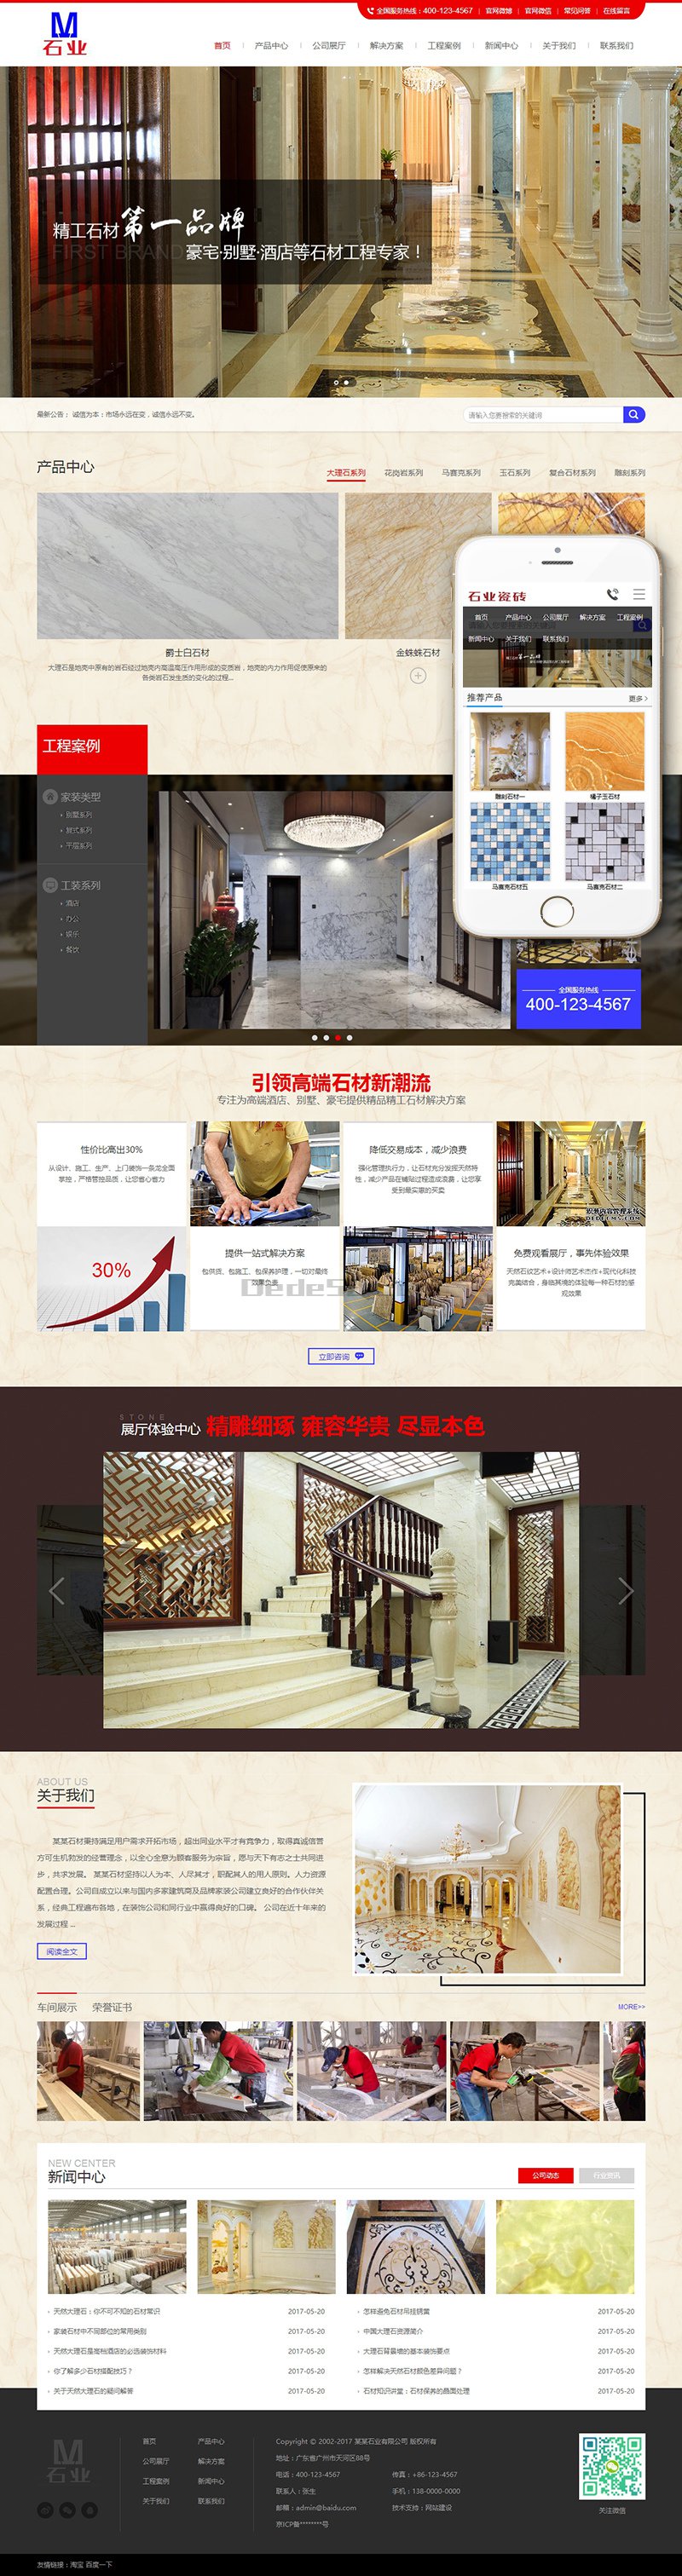 全国服务热线：400-123-4567 | 官网微博 | 官网微信 | 常见问答 | 在线留言
M
石业
首页 产品中心 公司展厅 解决方案 工程案例 新闻中心 关于我们 联系我们
精工石材第一品牌
FIRST BRAND
豪宅·别墅·酒店等石材工程专家！
最新公告： 诚信为本：市场永远在变，诚信永远不变。
请输入您要搜索的关键词
产品中心
大理石系列 花岗岩系列 马赛克系列 玉石系列 复合石材系列 雕刻系列
爵士白石材
大理石是地壳中原有的岩石经过地壳内高温高压作用形成的变质岩，地壳的内力作用促使原来的
各类岩石发生质的变化的过程...
金蛛蛛石材
石业瓷砖
首页 产品中心 公司展厅 解决方案 工程案例
新闻中心 关于我们 联系我们
推荐产品
更多 >
雕刻石材一
橘子玉石材
马赛克石材五
马赛克石材二
工程案例
家装类型
别墅系列
复式系列
平层系列
工装系列
酒店
办公
娱乐
餐饮
全国服务热线
400-123-4567
引领高端石材新潮流
专注为高端酒店、别墅、豪宅提供精品精工石材解决方案
性价比高出30%
从设计、施工、生产、上门装饰一条龙全面
掌控，严格管控品质，让您省心省力
降低交易成本，减少浪费
强化管理执行力，让石材充分发挥天然特
性，减少产品在铺贴过程造成浪费，让您享
受到最实惠的买卖
织梦内容管理系统
DEDECMS.COM
30%
提供一站式解决方案
包供货、包施工、包保养护理，一切对最终
效果负责
DedeS
免费观看展厅，事先体验效果
天然石纹艺术+设计师艺术杰作+现代化科技
完美结合，身临其境的体验每一种石材的感
观效果
立即咨询
STONE
展厅体验中心 精雕细琢 雍容华贵 尽显本色
ABOUT US
关于我们
某某石材秉持满足用户需求开拓市场，超出同业水平才有竞争力，取得真诚信誉
方可生机勃发的经营理念，以全心全意为顾客服务为宗旨，愿与天下有志之士共同进
步，共求发展。 某某石材坚持以人为本、人尽其才，职配其人的用人原则。人力资源
配置合理。公司自成立以来与国内多家建筑商及品牌家装公司建立良好的合作伙伴关
系，经典工程遍布各地，在装饰公司和同行业中赢得良好的口碑。 公司在近十年来的
发展过程 ...
阅读全文
车间展示 荣誉证书
MORE>>
NEW CENTER
新闻中心
公司动态 行业资讯
天然大理石：你不可不知的石材常识 2017-05-20
怎样避免石材吊挂锈蚀 2017-05-20
家装石材中不同部位的常用类别 2017-05-20
中国大理石资源简介 2017-05-20
天然大理石是高档酒店的必选装饰材料 2017-05-20
大理石背景墙的基本装饰要点 2017-05-20
你了解多少石材搭配技巧？ 2017-05-20
怎样解决天然石材颜色差异问题？ 2017-05-20
关于天然大理石的疑问解答 2017-05-20
石材知识讲堂：石材保养的晶面处理 2017-05-20
M
石业
首页 产品中心
公司展厅 解决方案
工程案例 新闻中心
关于我们 联系我们
Copyright © 2002-2017 某某石业有限公司 版权所有
地址：广东省广州市天河区88号
电话：400-123-4567 传真：+86-123-4567
联系人：张生 手机：138-0000-0000
邮箱：admin@baidu.com 技术支持：网站建设
京ICP备********号
关注微信
友情链接：淘宝 百度一下